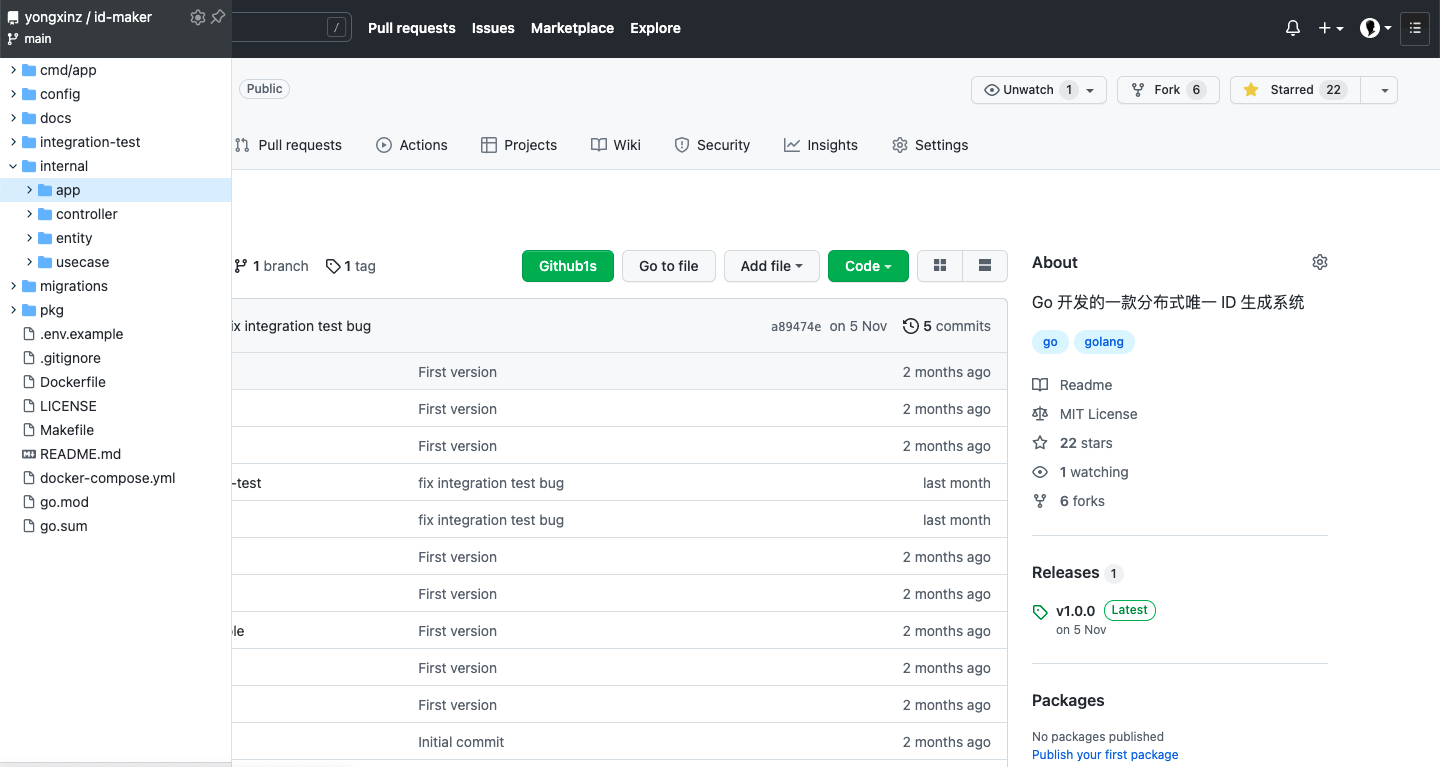 yongxinz / id-maker
main
cmd/app
config
docs
integration-test
internal
app
controller
entity
usecase
migrations
pkg
.env.example
.gitignore
Dockerfile
LICENSE
Makefile
README.md
docker-compose.yml
go.mod
go.sum
/
Pull requests Issues Marketplace Explore
Public
Unwatch 1
Fork 6
Starred 22
Pull requests Actions Projects Wiki Security Insights Settings
1 branch 1 tag
Github1s Go to file Add file Code
ix integration test bug a89474e on 5 Nov 5 commits
First version 2 months ago
First version 2 months ago
First version 2 months ago
-test fix integration test bug last month
fix integration test bug last month
First version 2 months ago
First version 2 months ago
le First version 2 months ago
First version 2 months ago
First version 2 months ago
Initial commit 2 months ago
About
Go 开发的一款分布式唯一 ID 生成系统
go golang
Readme
MIT License
22 stars
1 watching
6 forks
Releases 1
v1.0.0 Latest
on 5 Nov
Packages
No packages published
Publish your first package